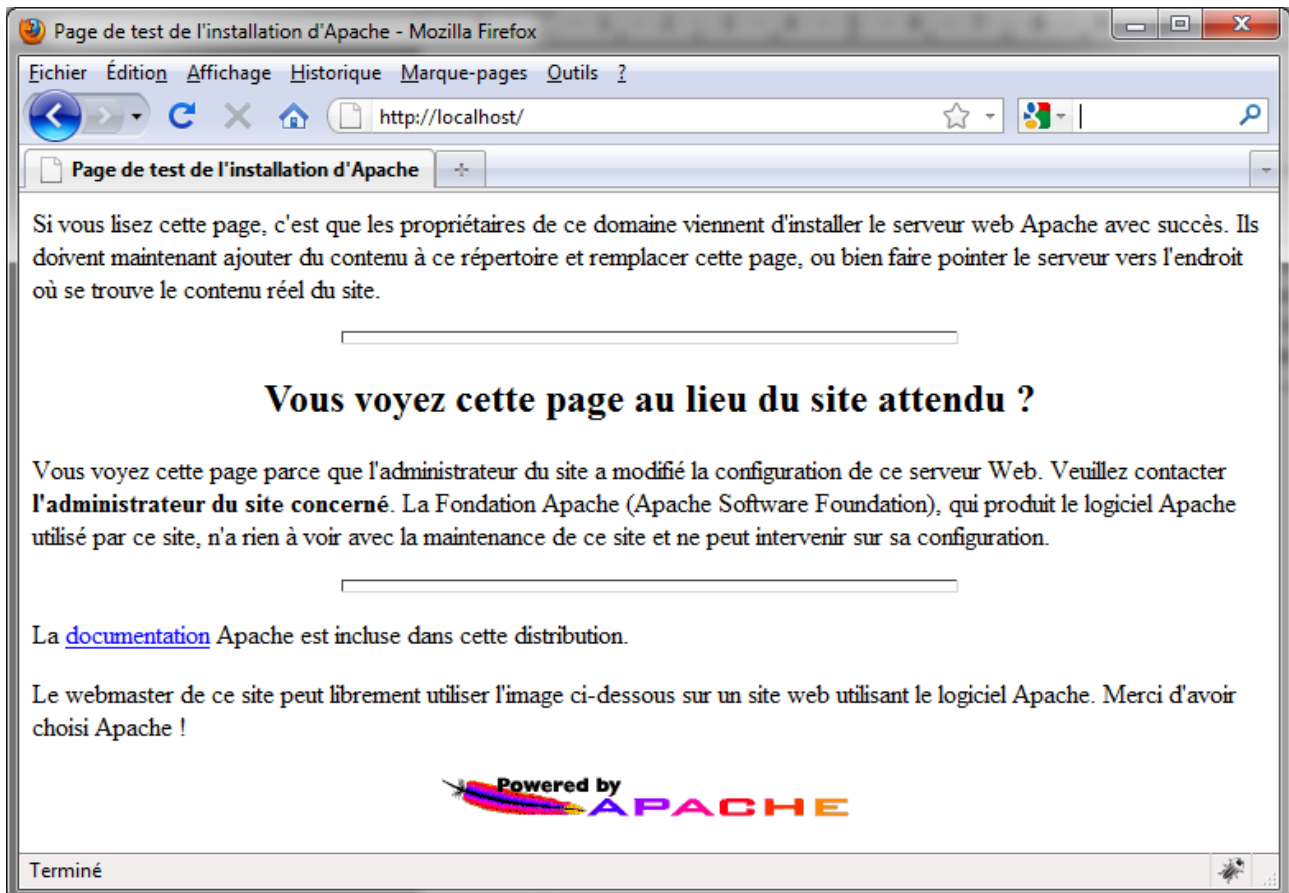 Page de test de l'installation d'Apache - Mozilla Firefox
Fichier Édition Affichage Historique Marque-pages Outils ?
http://localhost/
Page de test de l'installation d'Apache
Si vous lisez cette page, c'est que les propriétaires de ce domaine viennent d'installer le serveur web Apache avec succès. Ils
doivent maintenant ajouter du contenu à ce répertoire et remplacer cette page, ou bien faire pointer le serveur vers l'endroit
où se trouve le contenu réel du site.
Vous voyez cette page au lieu du site attendu ?
Vous voyez cette page parce que l'administrateur du site a modifié la configuration de ce serveur Web. Veuillez contacter
l'administrateur du site concerné. La Fondation Apache (Apache Software Foundation), qui produit le logiciel Apache
utilisé par ce site, n'a rien à voir avec la maintenance de ce site et ne peut intervenir sur sa configuration.
La documentation Apache est incluse dans cette distribution.
Le webmaster de ce site peut librement utiliser l'image ci-dessous sur un site web utilisant le logiciel Apache. Merci d'avoir
choisi Apache !
Powered by
APACHE
Terminé